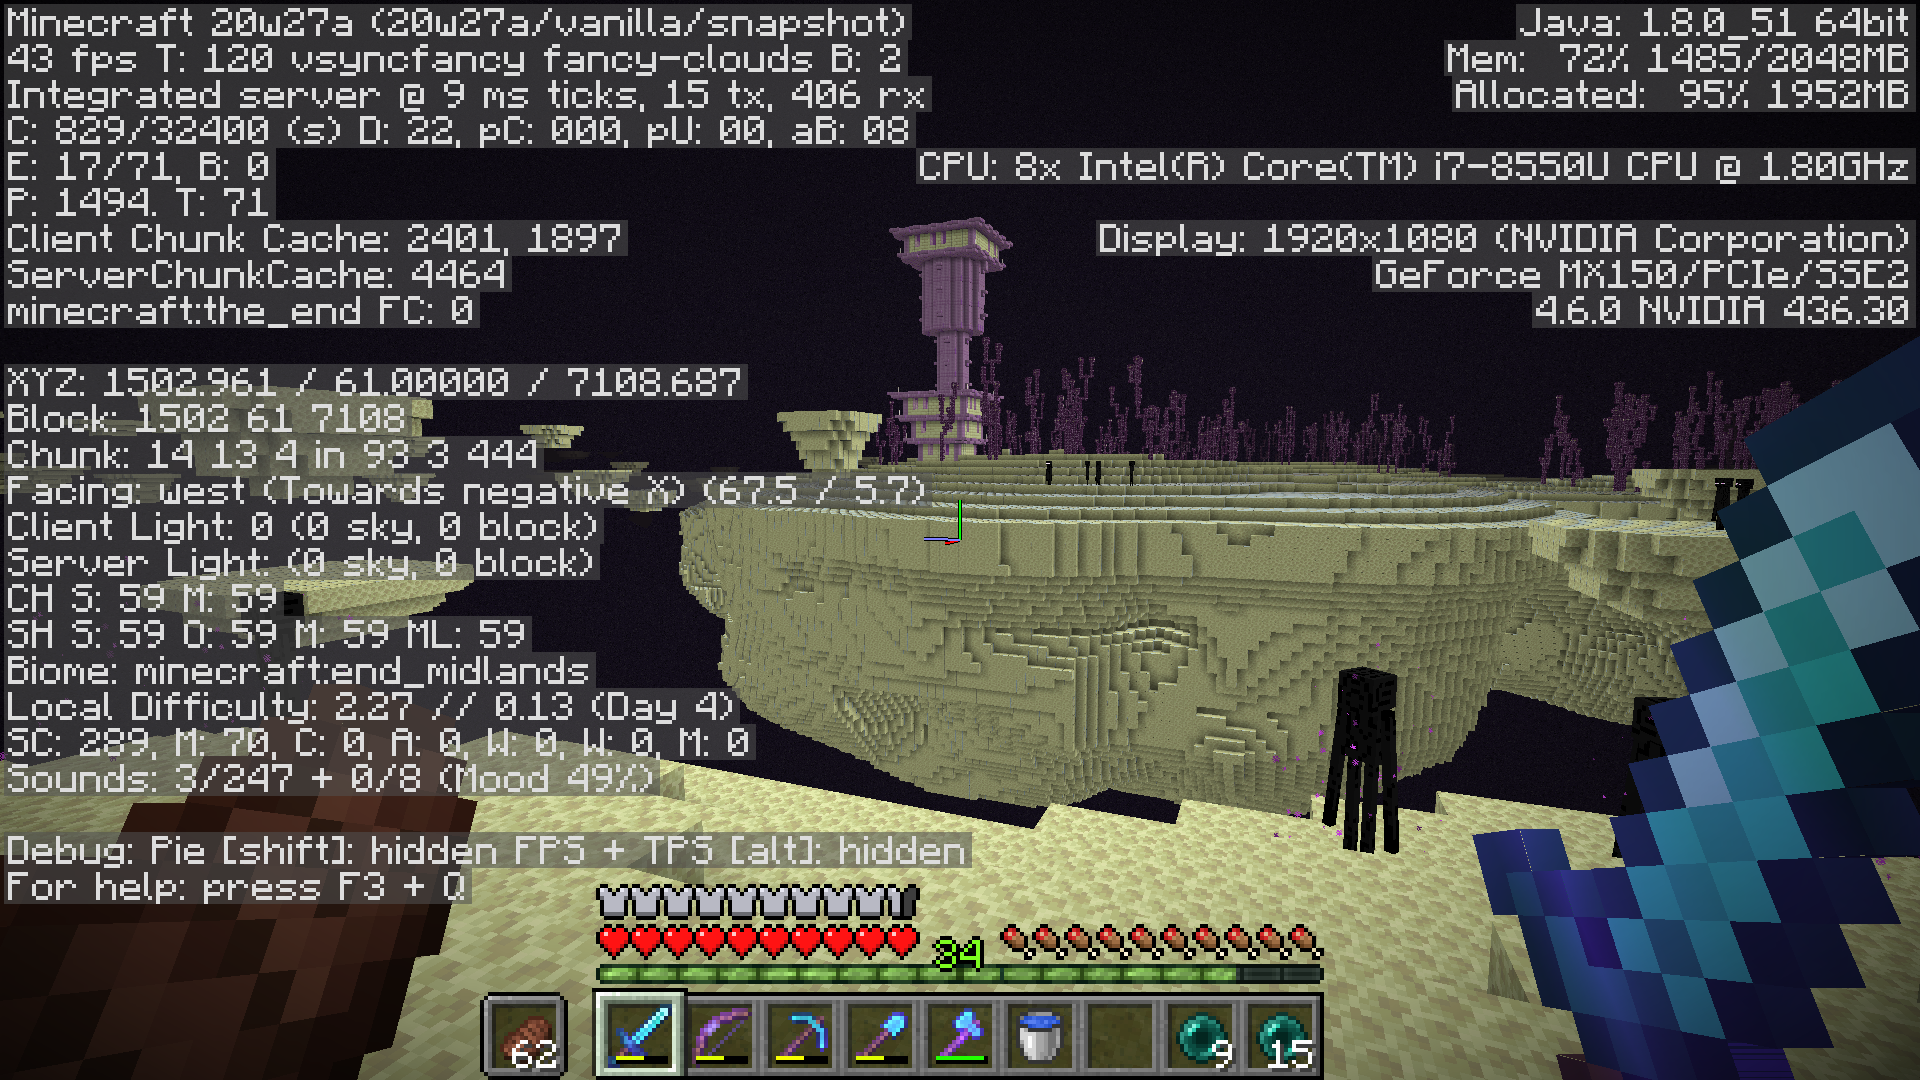 Minecraft 20w27a (20w27a/vanilla/snapshot)
43 fps T: 120 vsyncfancy fancy-clouds B: 2
Integrated server @ 9 ms ticks, 15 tx, 406 rx
C: 829/32400 (s) D: 22, pC: 000, pU: 00, aB: 08
E: 17/71, B: 0
P: 1494. T: 71
Client Chunk Cache: 2401, 1897
ServerChunkCache: 4464
minecraft:the_end FC: 0
XYZ: 1502.961 / 61.00000 / 7108.687
Block: 1502 61 7108
Chunk: 14 13 4 in 93 3 444
Facing: west (Towards negative X) (67.5 / 5.7)
Client Light: 0 (0 sky, 0 block)
Server Light: (0 sky, 0 block)
CH S: 59 M: 59
SH S: 59 O: 59 M: 59 ML: 59
Biome: minecraft:end_midlands
Local Difficulty: 2.27 // 0.13 (Day 4)
SC: 289, M: 70, C: 0, A: 0, W: 0, W: 0, M: 0
Sounds: 3/247 + 0/8 (Mood 49%)
Debug: Pie [shift]: hidden FPS + TPS [alt]: hidden
For help: press F3 + Q
Java: 1.8.0_51 64bit
Mem: 72% 1485/2048MB
Allocated: 95% 1952MB
CPU: 8x Intel(R) Core(TM) i7-8550U CPU @ 1.80GHz
Display: 1920x1080 (NVIDIA Corporation)
GeForce MX150/PCIe/SSE2
4.6.0 NVIDIA 436.30
34
62
9
15